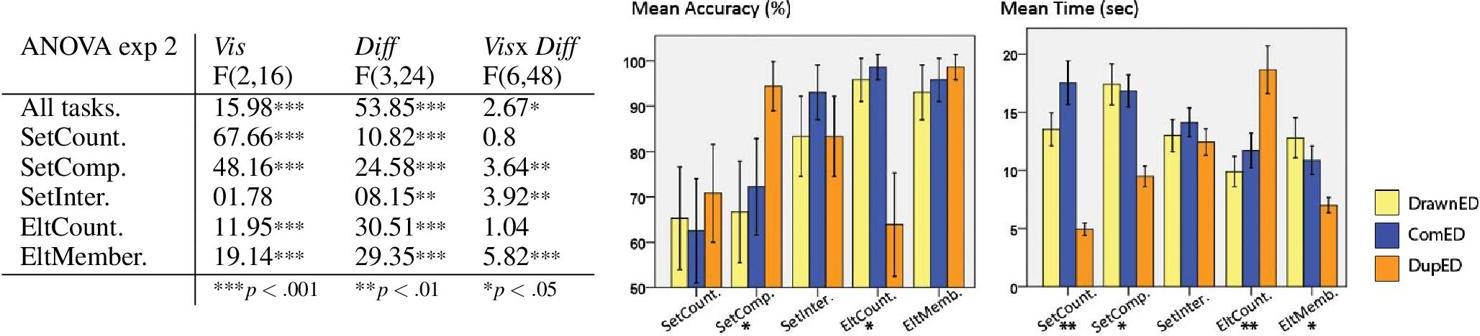 ANOVA exp 2 Vis Diff Visx Diff
F(2,16) F(3,24) F(6,48)
All tasks. 15.98*** 53.85*** 2.67*
SetCount. 67.66*** 10.82*** 0.8
SetComp. 48.16*** 24.58*** 3.64**
SetInter. 01.78 08.15** 3.92**
EltCount. 11.95*** 30.51*** 1.04
EltMember. 19.14*** 29.35*** 5.82***
***p < .001 **p < .01 *p < .05
Mean Accuracy (%)
100
90
80
70
60
50
SetCount. SetComp. SetInter. EltCount. EltMemb.
* *
Mean Time (sec)
20
15
10
5
0
SetCount. SetComp. SetInter. EltCount. EltMemb.
** * ** *
DrawnED
ComED
DupED